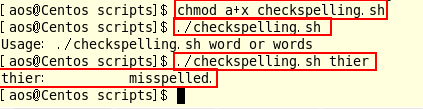 [aos@Centos scripts]$ chmod a+x checkspelling.sh
[aos@Centos scripts]$ ./checkspelling.sh
Usage: ./checkspelling.sh word or words
[aos@Centos scripts]$ ./checkspelling.sh thier
thier: misspelled.
[aos@Centos scripts]$